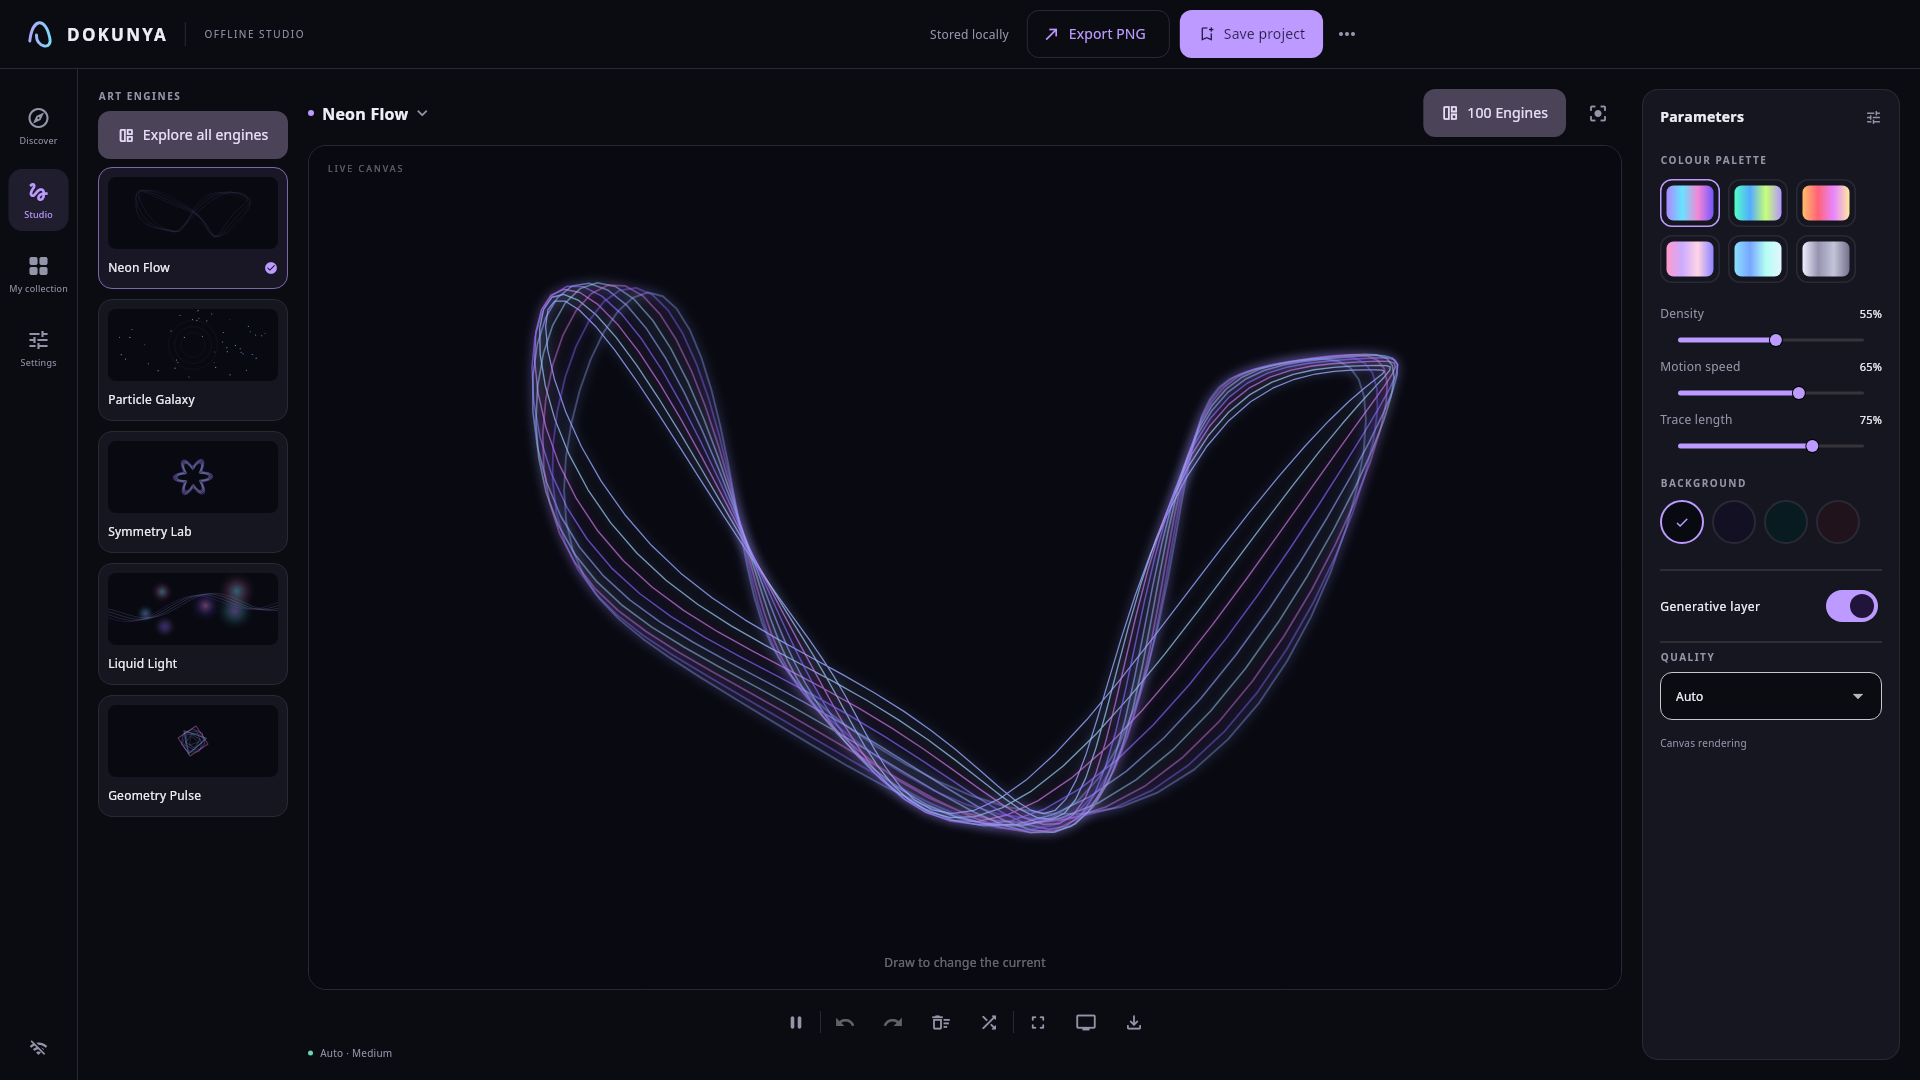 DOKUNYA
OFFLINE STUDIO
Stored locally
Export PNG
Save project
Discover
Studio
My collection
Settings
ART ENGINES
Explore all engines
Neon Flow
Particle Galaxy
Symmetry Lab
Liquid Light
Geometry Pulse
Neon Flow
100 Engines
LIVE CANVAS
Draw to change the current
Auto · Medium
Parameters
COLOUR PALETTE
Density 55%
Motion speed 65%
Trace length 75%
BACKGROUND
Generative layer
QUALITY
Auto
Canvas rendering